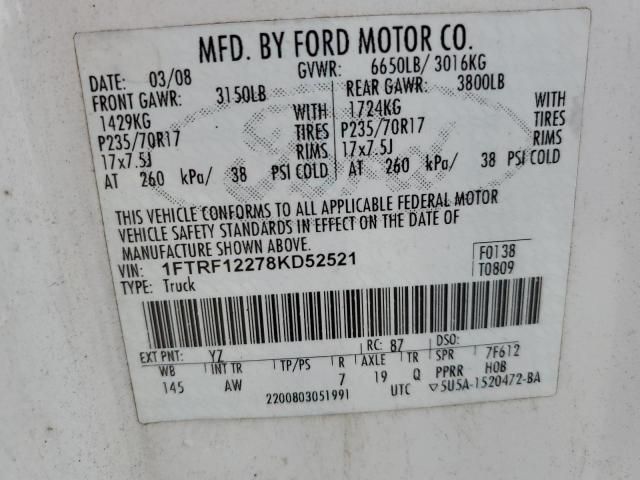 MFD. BY FORD MOTOR CO.
DATE: 03/08 GVWR: 6650LB/ 3016KG
FRONT GAWR: 3150LB REAR GAWR: 3800LB
1429KG WITH 1724KG WITH
P235/70R17 TIRES P235/70R17 TIRES
17x7.5J RIMS 17x7.5J RIMS
AT 260 kPa/ 38 PSI COLD AT 260 kPa/ 38 PSI COLD
THIS VEHICLE CONFORMS TO ALL APPLICABLE FEDERAL MOTOR
VEHICLE SAFETY STANDARDS IN EFFECT ON THE DATE OF
MANUFACTURE SHOWN ABOVE.
VIN: 1FTRF12278KD52521 F0138
TYPE: Truck T0809
EXT PNT: YZ RC: 87 DSO:
WB INT TR TP/PS R AXLE TR SPR 7F612
145 AW 7 19 Q PPRR H0B
2200803051991 UTC ▽5U5A-1520472-BA
Ford